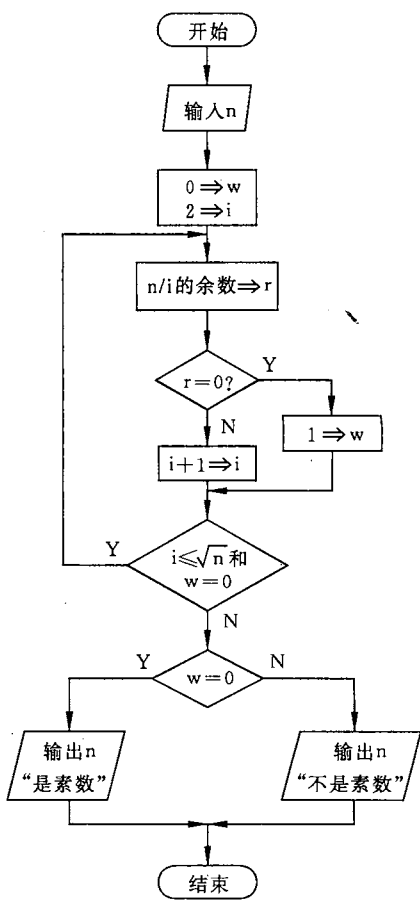 开始
输入n
0⇒w
2⇒i
n/i的余数⇒r
r=0?
Y
N
1⇒w
i+1⇒i
Y
i≤√n和
w=0
N
Y
w=0
N
输出n
“是素数”
输出n
“不是素数”
结束